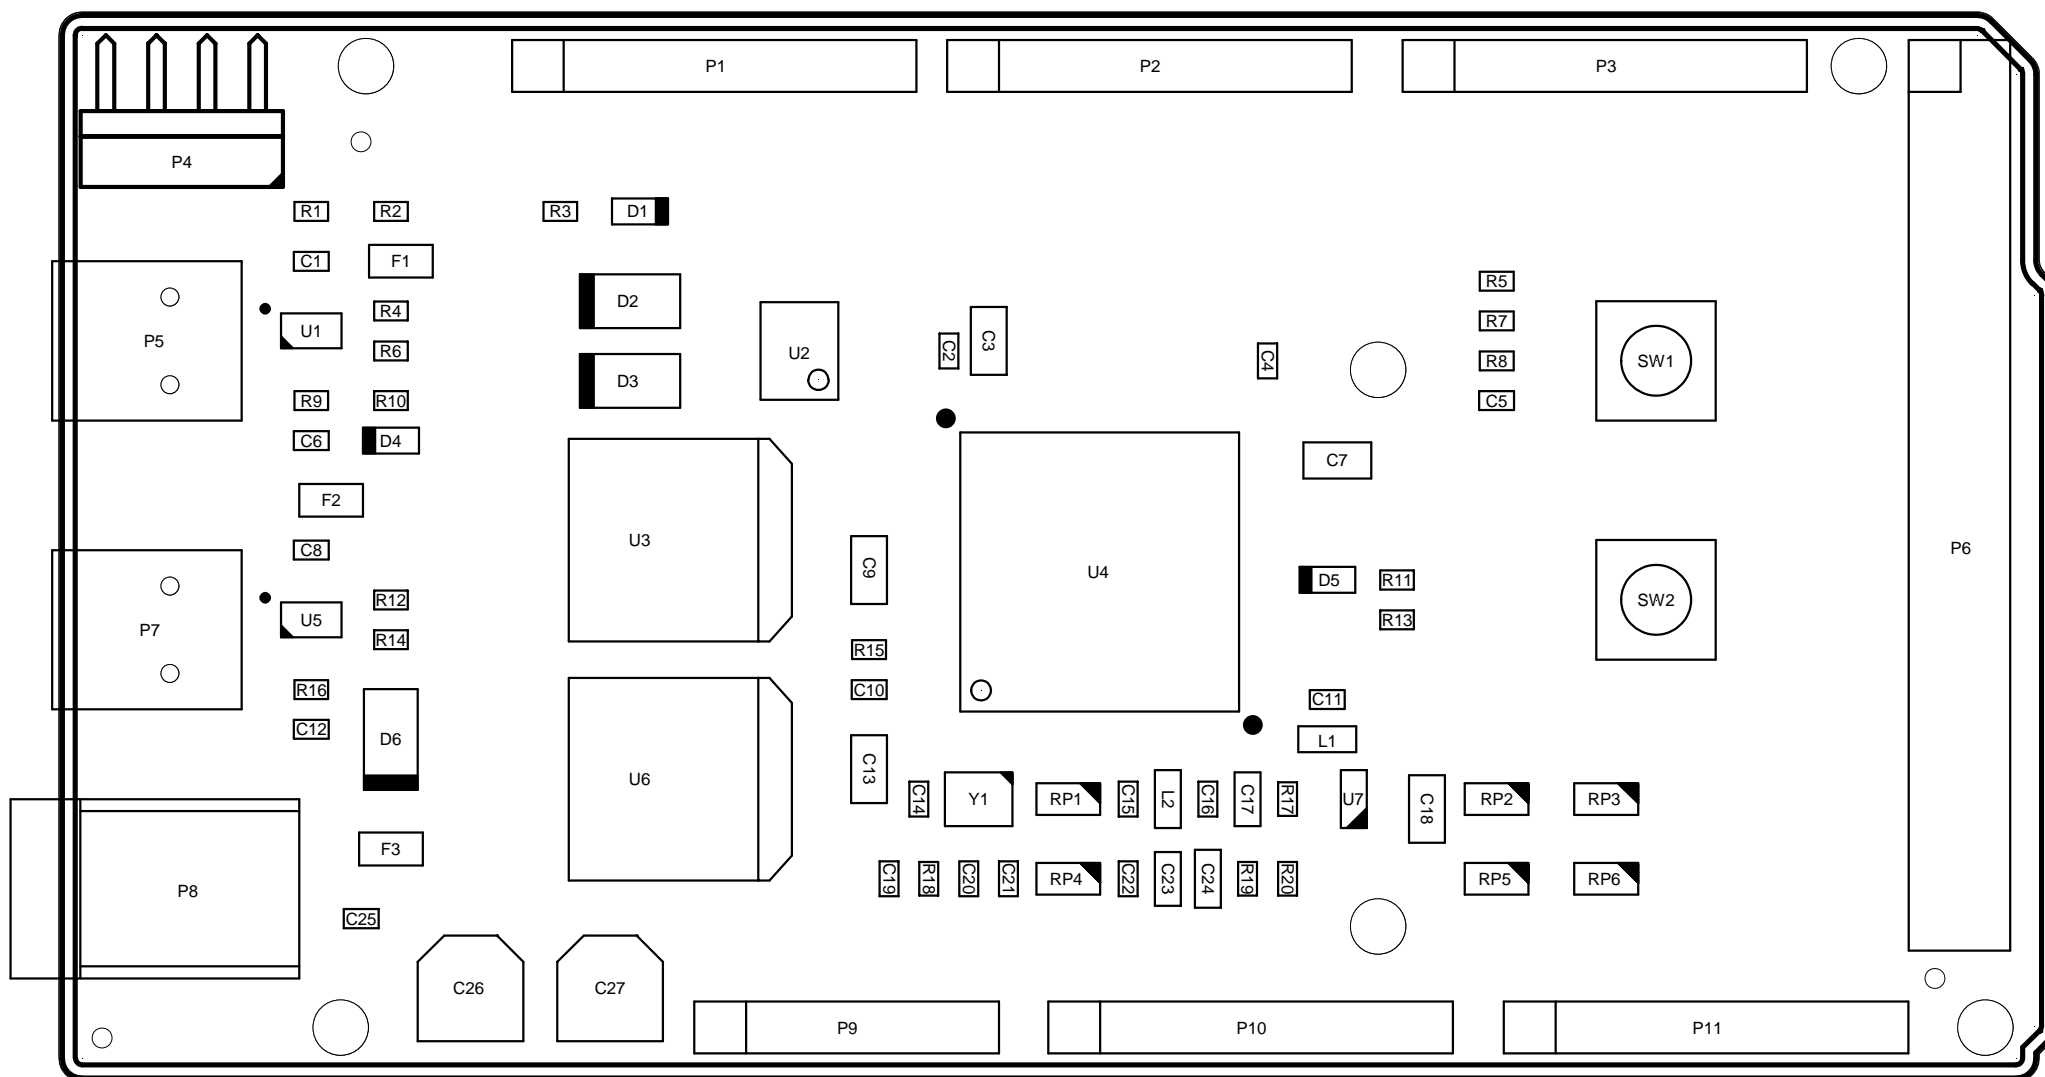 P1 P2 P3
P4
R1 R2 R3 D1
C1 F1
R5
D2
R4
R7
U1
P5
R6
U2
C2
C3
C4
R8
SW1
D3
R9 R10
C5
C6 D4
C7
F2
U3
C8
P6
C9
U4
D5 R11
R12
SW2
U5
R13
P7
R14
R15
R16
C10
C11
C12
D6
L1
U6
C13
C14
Y1
RP1
C15
L2
C16
C17
R17
U7
C18
RP2
RP3
F3
P8
C19
R18
C20
C21
RP4
C22
C23
C24
R19
R20
RP5
RP6
C25
C26 C27
P9 P10 P11